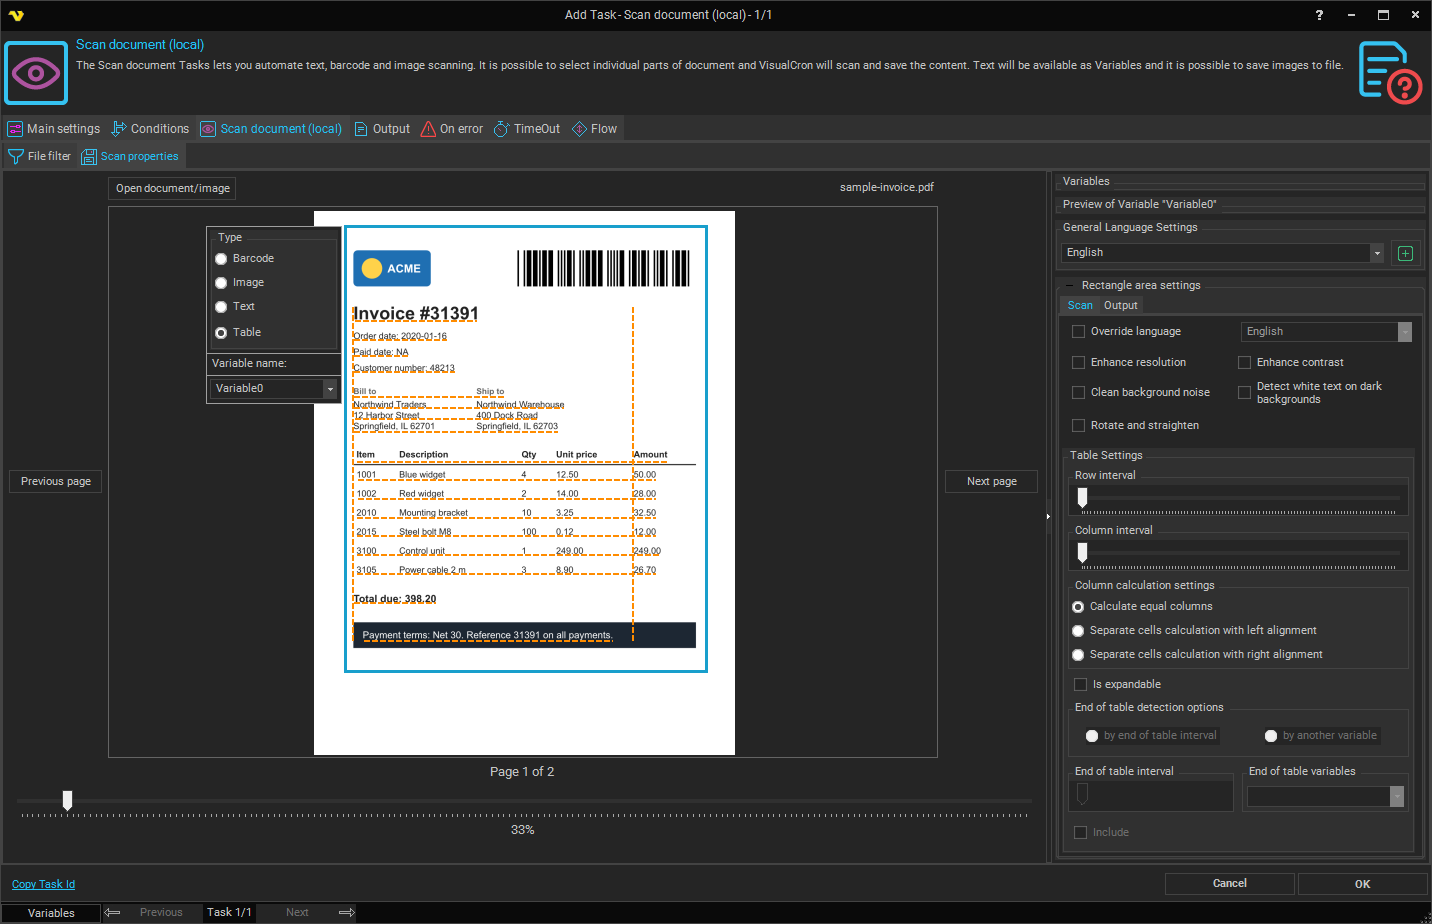 Add Task - Scan document (local) - 1/1
Scan document (local)
The Scan document Tasks lets you automate text, barcode and image scanning. It is possible to select individual parts of document and VisualCron will scan and save the content. Text will be available as Variables and it is possible to save images to file.
Main settings
Conditions
Scan document (local)
Output
On error
TimeOut
Flow
File filter
Scan properties
Open document/image
sample-invoice.pdf
Type
Barcode
Image
Text
Table
Variable name:
Variable0
ACME
Invoice #31391
Order date: 2020-01-16
Paid date: NA
Customer number: 48213
Bill to Ship to
Northwind Traders Northwind Warehouse
12 Harbor Street 400 Dock Road
Springfield, IL 62701 Springfield, IL 62703
Item Description Qty Unit price Amount
1001 Blue widget 4 12.50 50.00
1002 Red widget 2 14.00 28.00
2010 Mounting bracket 10 3.25 32.50
2015 Steel bolt M8 100 0.12 12.00
3100 Control unit 1 249.00 249.00
3105 Power cable 2 m 3 8.90 26.70
Total due: 398.20
Payment terms: Net 30. Reference 31391 on all payments.
Previous page
Next page
Page 1 of 2
33%
Variables
Preview of Variable "Variable0"
General Language Settings
English
Rectangle area settings
Scan
Output
Override language
English
Enhance resolution
Enhance contrast
Clean background noise
Detect white text on dark
backgrounds
Rotate and straighten
Table Settings
Row interval
Column interval
Column calculation settings
Calculate equal columns
Separate cells calculation with left alignment
Separate cells calculation with right alignment
Is expandable
End of table detection options
by end of table interval
by another variable
End of table interval
End of table variables
Include
Copy Task Id
Cancel
OK
Variables
Previous
Task 1/1
Next